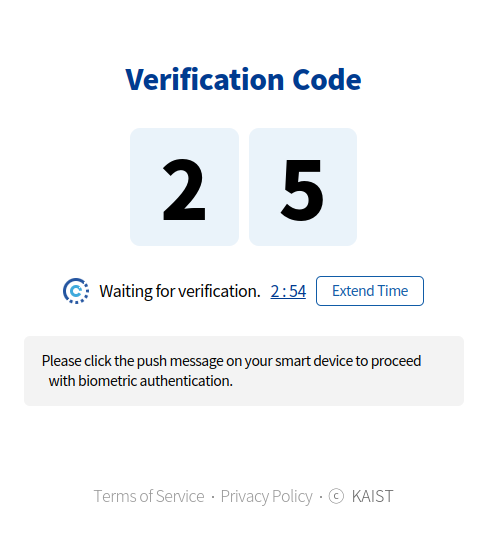 Verification Code
2 5
Waiting for verification. 2 : 54 Extend Time
Please click the push message on your smart device to proceed
with biometric authentication.
Terms of Service · Privacy Policy · ⓒ KAIST